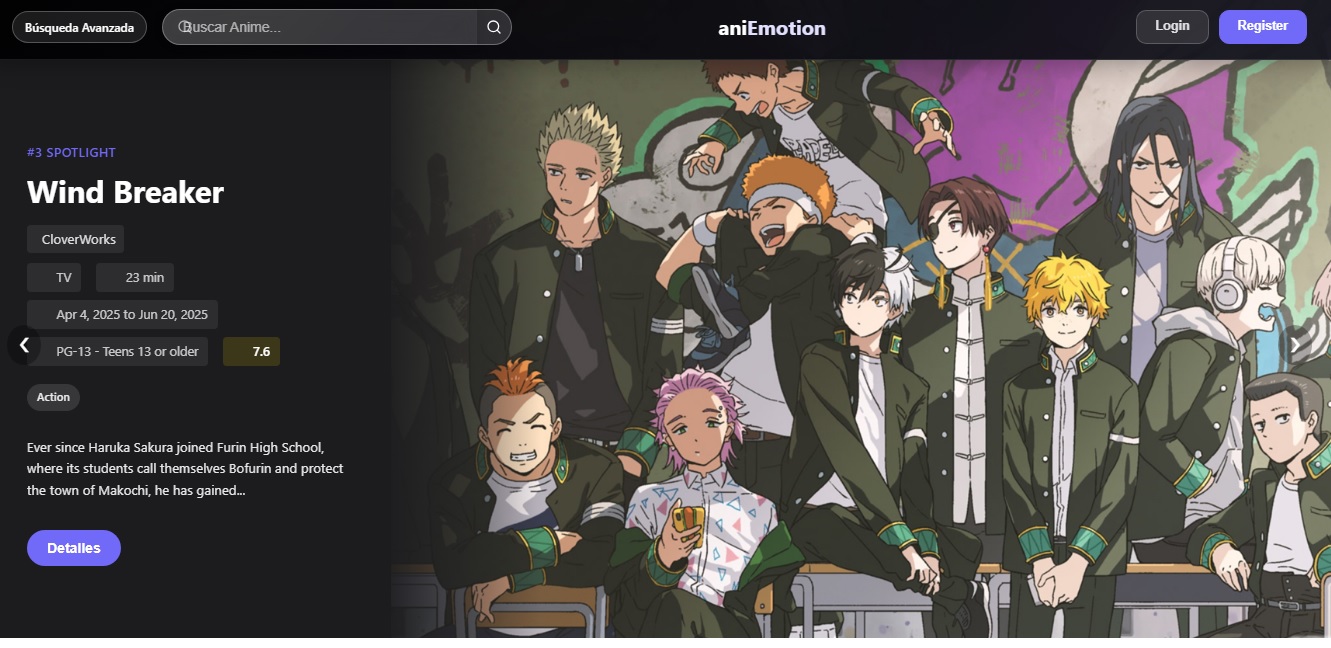 Búsqueda Avanzada
Buscar Anime...
aniEmotion
Login
Register
#3 SPOTLIGHT
Wind Breaker
CloverWorks
TV
23 min
Apr 4, 2025 to Jun 20, 2025
PG-13 - Teens 13 or older
7.6
Action
Ever since Haruka Sakura joined Furin High School,
where its students call themselves Bofurin and protect
the town of Makochi, he has gained...
Detalles